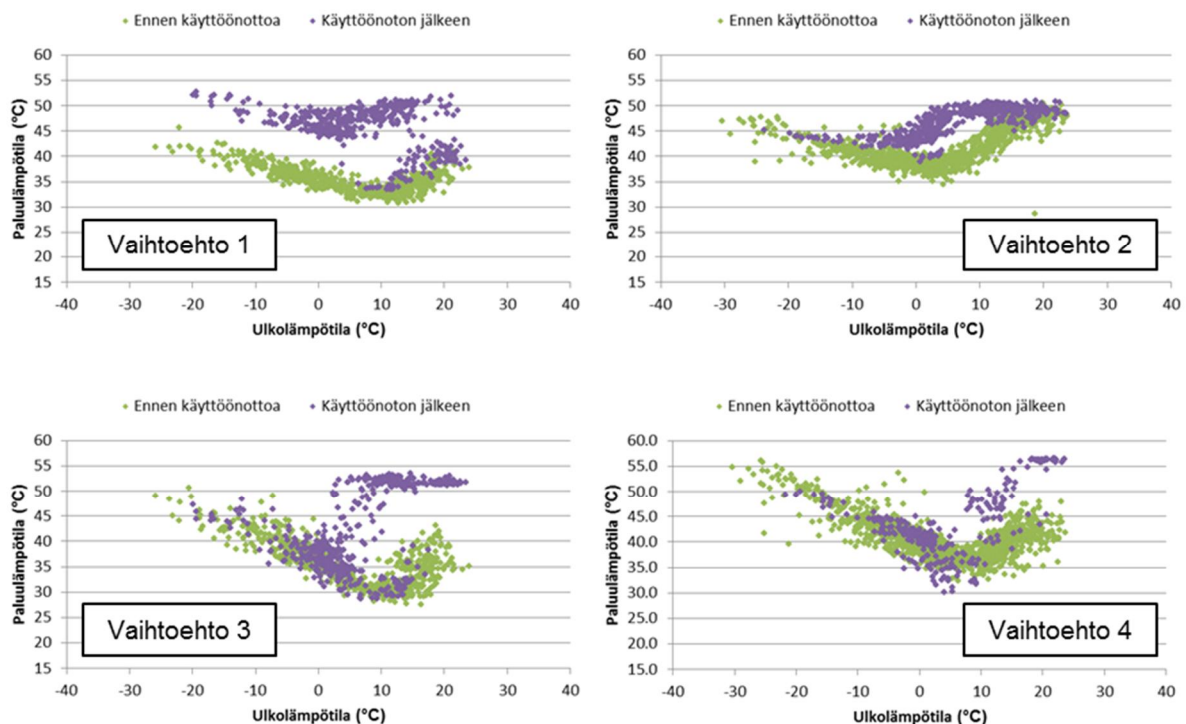 Ennen käyttöönottoa Käyttöönoton jälkeen
60
55
50
45
40
35
30
25
20
15
Paluulämpötila (°C)
Vaihtoehto 1
-40 -30 -20 -10 0 10 20 30 40
Ulkolämpötila (°C)
Ennen käyttöönottoa Käyttöönoton jälkeen
60
55
50
45
40
35
30
25
20
15
Paluulämpötila (°C)
Vaihtoehto 2
-40 -30 -20 -10 0 10 20 30 40
Ulkolämpötila (°C)
Ennen käyttöönottoa Käyttöönoton jälkeen
60
55
50
45
40
35
30
25
20
15
Paluulämpötila (°C)
Vaihtoehto 3
-40 -30 -20 -10 0 10 20 30 40
Ulkolämpötila (°C)
Ennen käyttöönottoa Käyttöönoton jälkeen
60.0
55.0
50.0
45.0
40.0
35.0
30.0
25.0
20.0
15.0
Paluulämpötila (°C)
Vaihtoehto 4
-40 -30 -20 -10 0 10 20 30 40
Ulkolämpötila (°C)